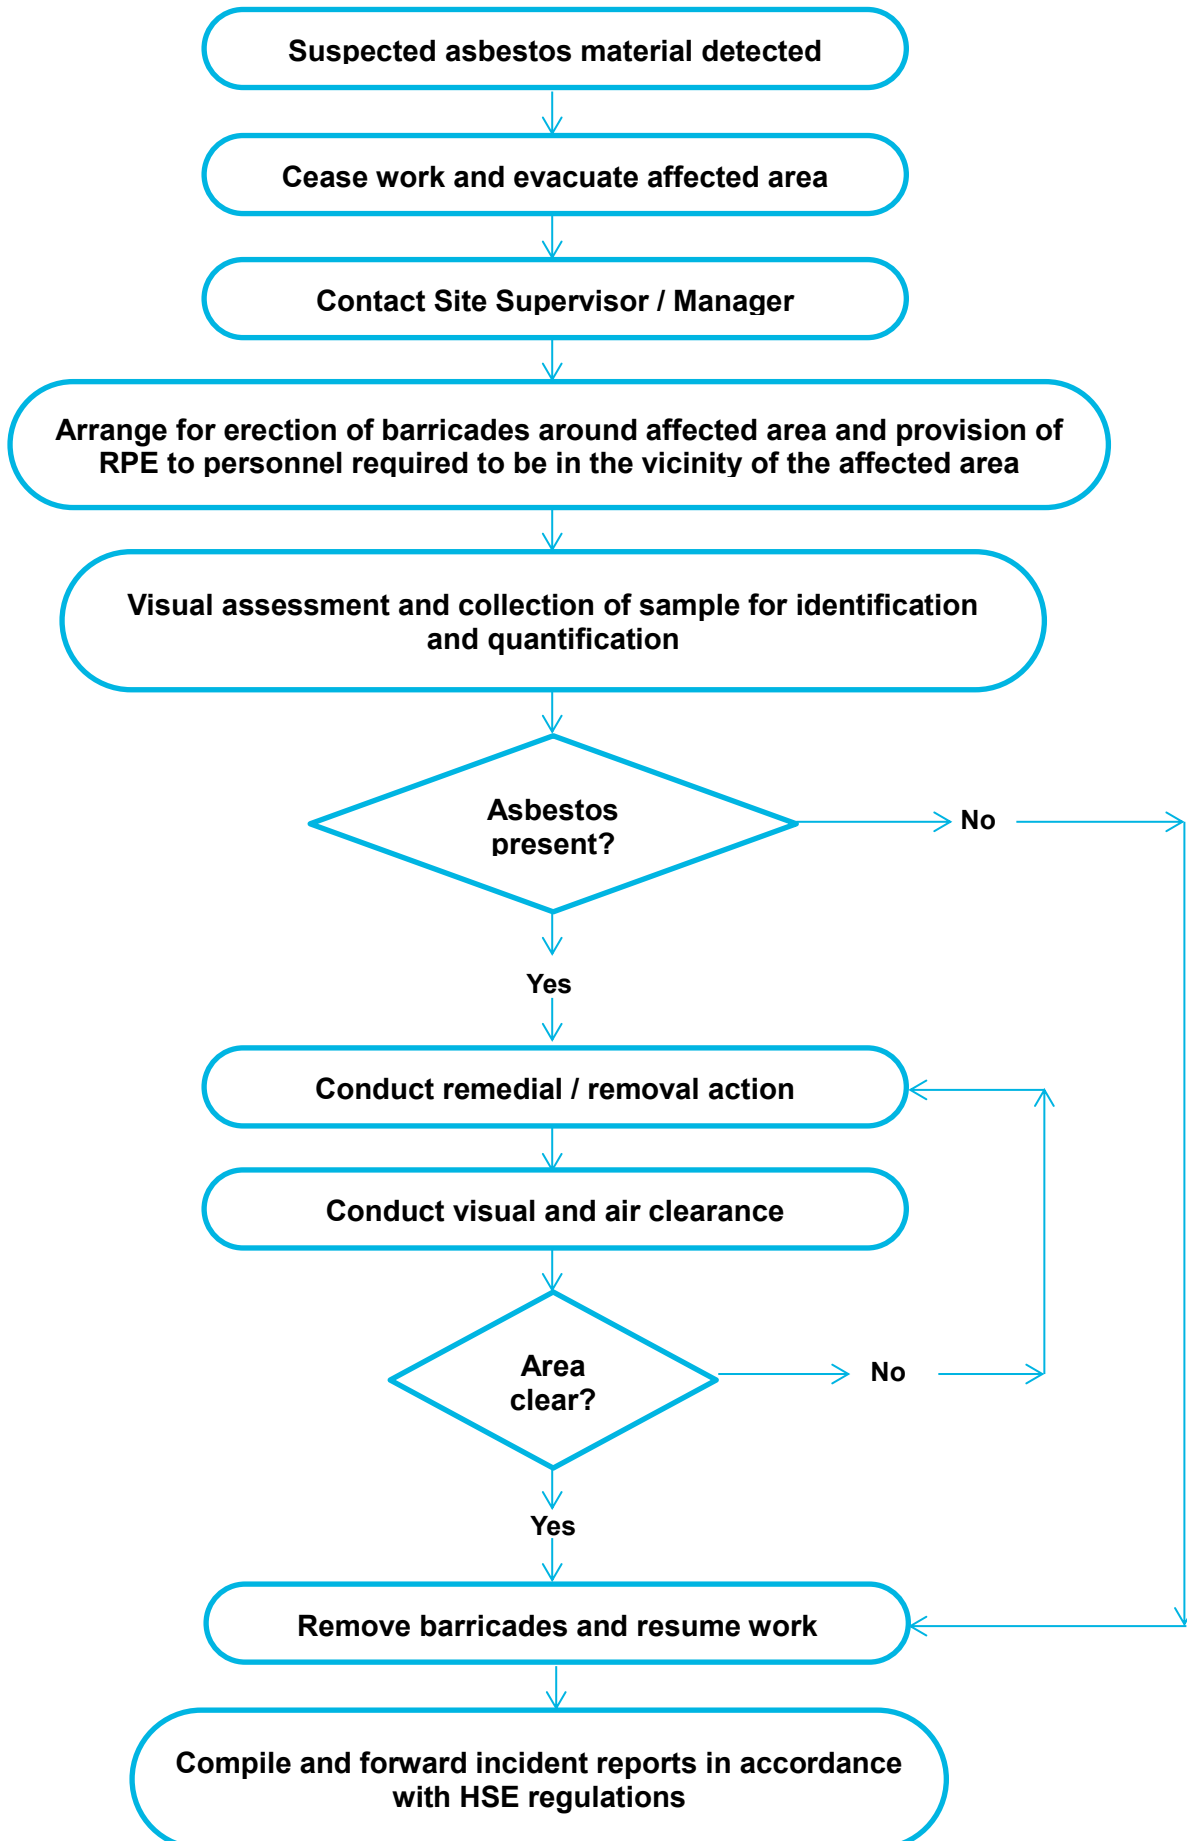 Suspected asbestos material detected
Cease work and evacuate affected area
Contact Site Supervisor / Manager
Arrange for erection of barricades around affected area and provision of
RPE to personnel required to be in the vicinity of the affected area
Visual assessment and collection of sample for identification
and quantification
Asbestos
present?
No
Yes
Conduct remedial / removal action
Conduct visual and air clearance
Area
clear?
No
Yes
Remove barricades and resume work
Compile and forward incident reports in accordance
with HSE regulations